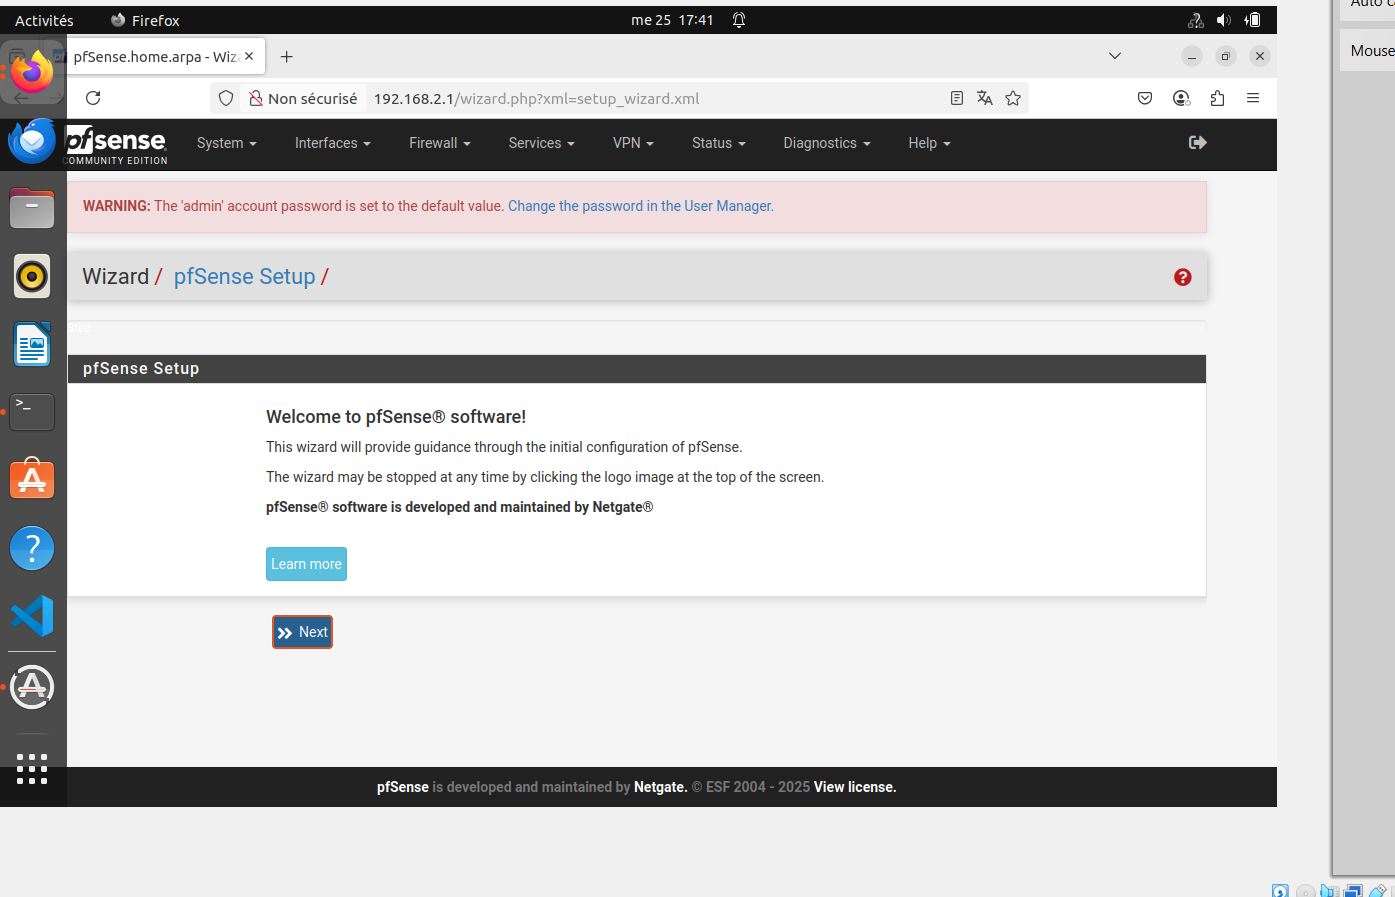 Activités Firefox me 25 17:41
Auto c
Mouse
pfSense.home.arpa - Wiz
Non sécurisé 192.168.2.1/wizard.php?xml=setup_wizard.xml
pfsense System Interfaces Firewall Services VPN Status Diagnostics Help
COMMUNITY EDITION
WARNING: The 'admin' account password is set to the default value. Change the password in the User Manager.
Wizard / pfSense Setup /
Step
pfSense Setup
Welcome to pfSense® software!
This wizard will provide guidance through the initial configuration of pfSense.
The wizard may be stopped at any time by clicking the logo image at the top of the screen.
pfSense® software is developed and maintained by Netgate®
Learn more
Next
pfSense is developed and maintained by Netgate. © ESF 2004 - 2025 View license.